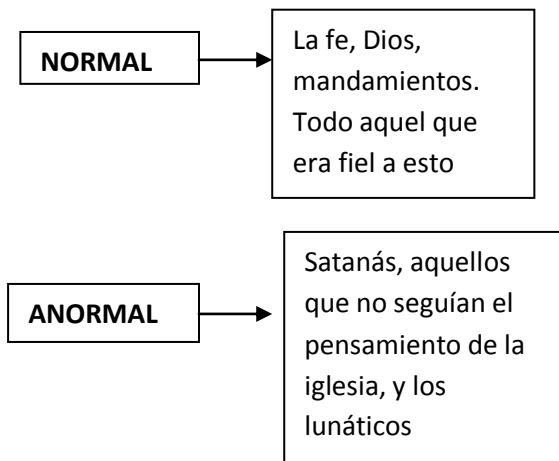 NORMAL
La fe, Dios,
mandamientos.
Todo aquel que
era fiel a esto
ANORMAL
Satanás, aquellos
que no seguían el
pensamiento de la
iglesia, y los
lunáticos